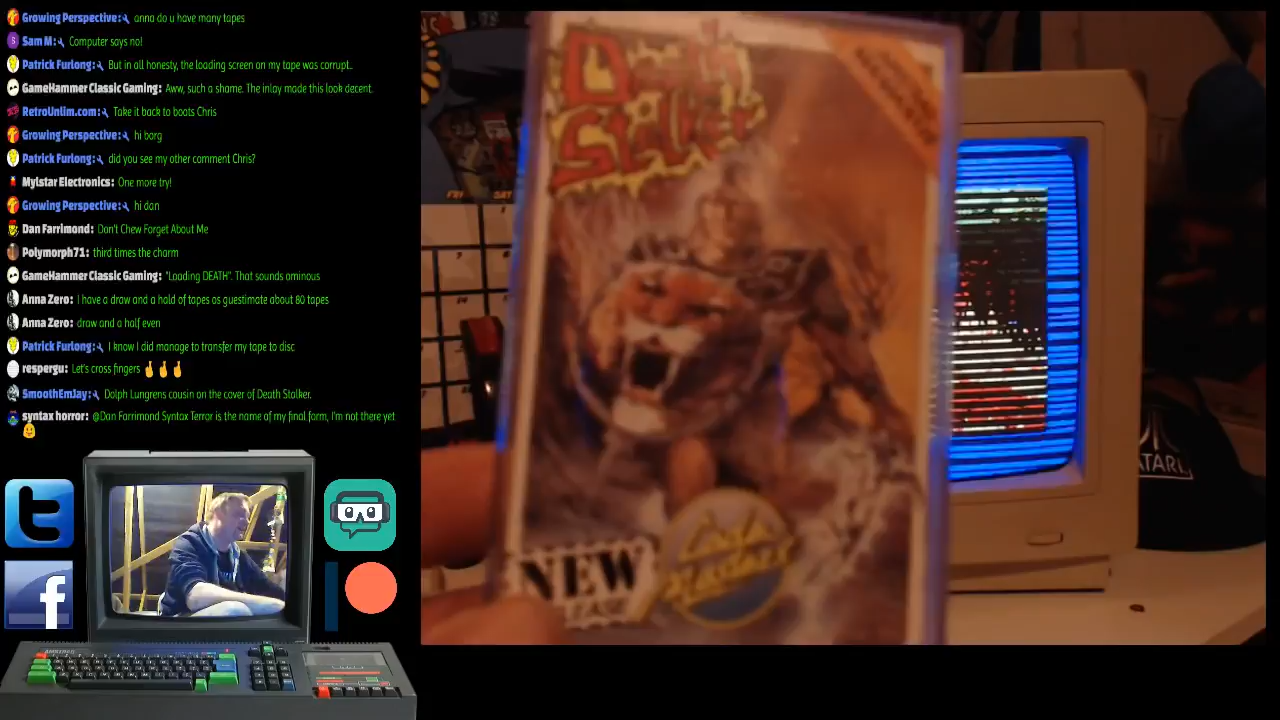 Growing Perspective: anna do u have many tapes
Sam M: Computer says no!
Patrick Furlong: But in all honesty, the loading screen on my tape was corrupt..
GameHammer Classic Gaming: Aww, such a shame. The inlay made this look decent.
RetroUnlim.com: Take it back to boats Chris
Growing Perspective: hi borg
Patrick Furlong: did you see my other comment Chris?
Mylstar Electronics: One more try!
Growing Perspective: hi dan
Dan Farrimond: Don't Chew Forget About Me
Polymorph71: third times the charm
GameHammer Classic Gaming: "Loading DEATH". That sounds ominous
Anna Zero: I have a draw and a hald of tapes as guestimate about 80 tapes
Anna Zero: draw and a half even
Patrick Furlong: I know I did manage to transfer my tape to disc
respergu: Let's cross fingers 🤞🤞🤞
SmoothEmJay: Dolph Lungrens cousin on the cover of Death Stalker.
syntax horror: @Dan Farrimond Syntax Terror is the name of my final form, I'm not there yet
Death
Stalker
Code
Masters
NEW
RELEASE
FRI SAT
ATARI
AMSTRAD